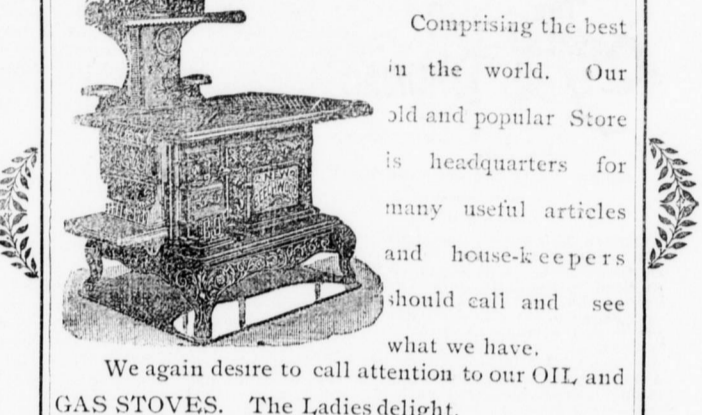 Comprising the best
in the world. Our
old and popular Store
is headquarters for
many useful articles
and house-keepers
should call and see
what we have.
We again desire to call attention to our OIL and
GAS STOVES. The Ladies delight.